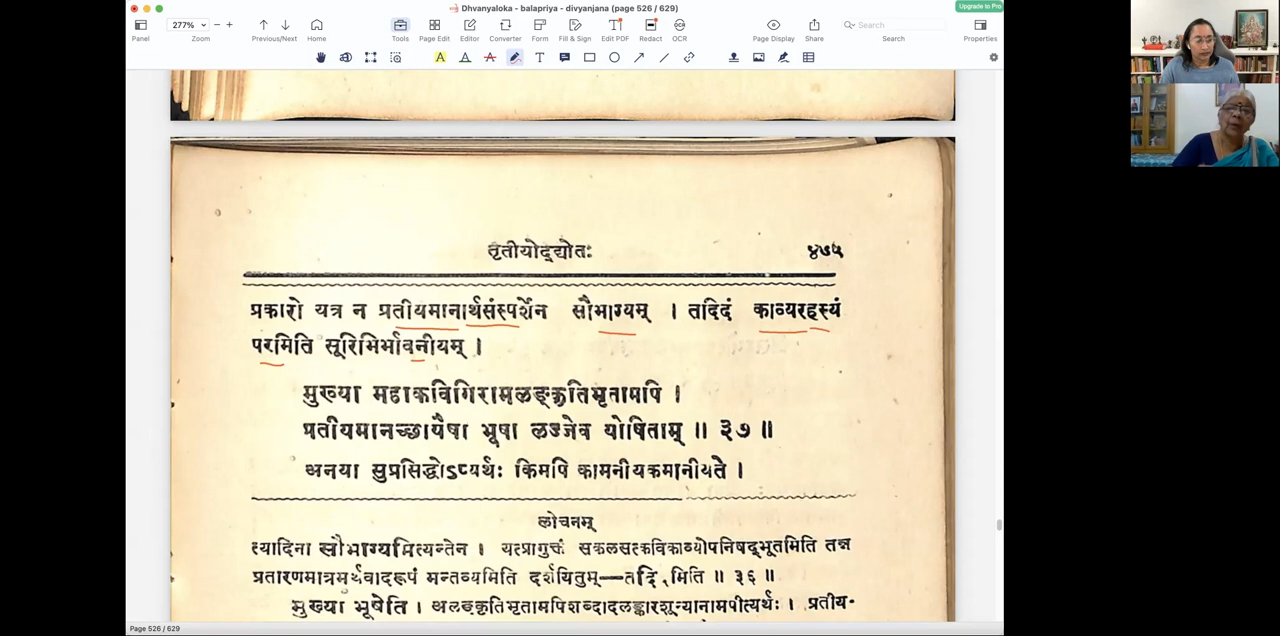 Dhvanyaloka - balapriya - divyanjana (page 526 / 629)
Upgrade to Pro
277%
Panel Zoom Previous/Next Home Tools Page Edit Editor Converter Form Fill & Sign Edit PDF Redact OCR Page Display Share Search Properties
Search
तृतीयोद्द्योतः ४७५
प्रकारो यत्र न प्रतीयमानार्थसंस्पर्शेन सौभाग्यम् । तदिदं काव्यरहस्यं
परमिति सूरिभिर्भावनीयम् ।
मुख्या महाकविगिरामलङ्कृतिभृतामपि ।
प्रतीयमानच्छायैषा भूषा लज्जेव योषिताम् ॥ ३७ ॥
अनया सुप्रसिद्धोऽप्यर्थः किमपि कामनीयकमानीयते ।
लोचनम्
त्यादिना सौभाग्यमित्यन्तेन । यत्प्रागुक्तं सकलसत्कविकाव्योपनिषद्भूतमिति तन्न
प्रतारणमात्रमर्थवादरूपं मन्तव्यमिति दर्शयितुम्—तदिदमिति ॥ ३६ ॥
मुख्या भूषेति । अलङ्कृतिभृतामपिशब्दादलङ्कारशून्यानामपीत्यर्थः । प्रतीय-
Page 526 / 629